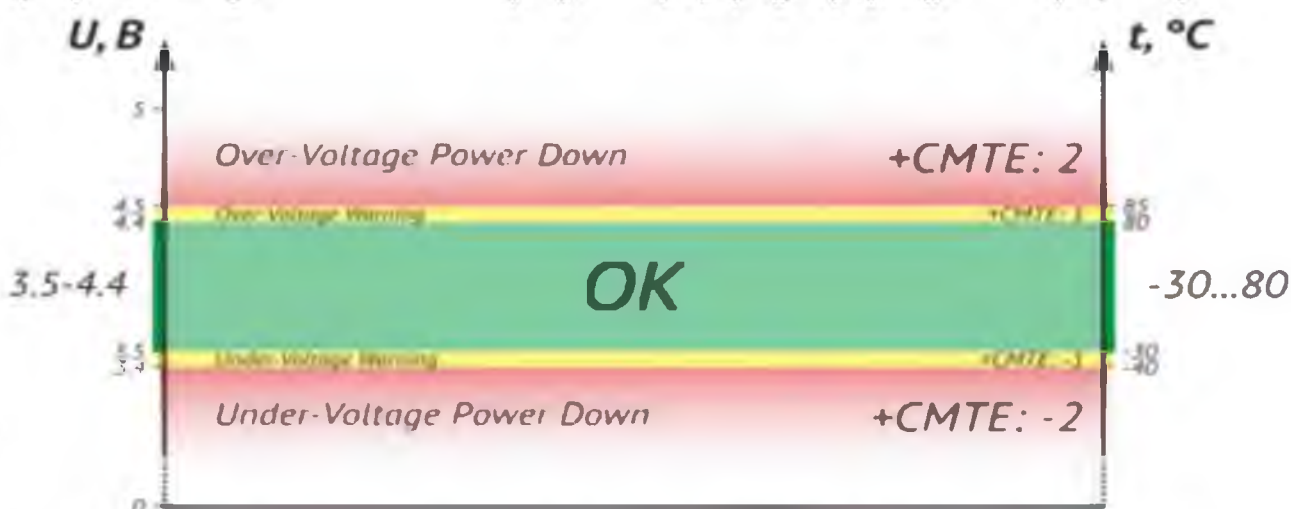 U, B t, °C
5
Over-Voltage Power Down +CMTE: 2
4.5 85
Over Voltage Warning +CMTE: 1
4.4 80
3.5-4.4 OK -30...80
3.5 -30
Under-Voltage Warning +CMTE: -1
3.4 -40
Under-Voltage Power Down +CMTE: -2
0